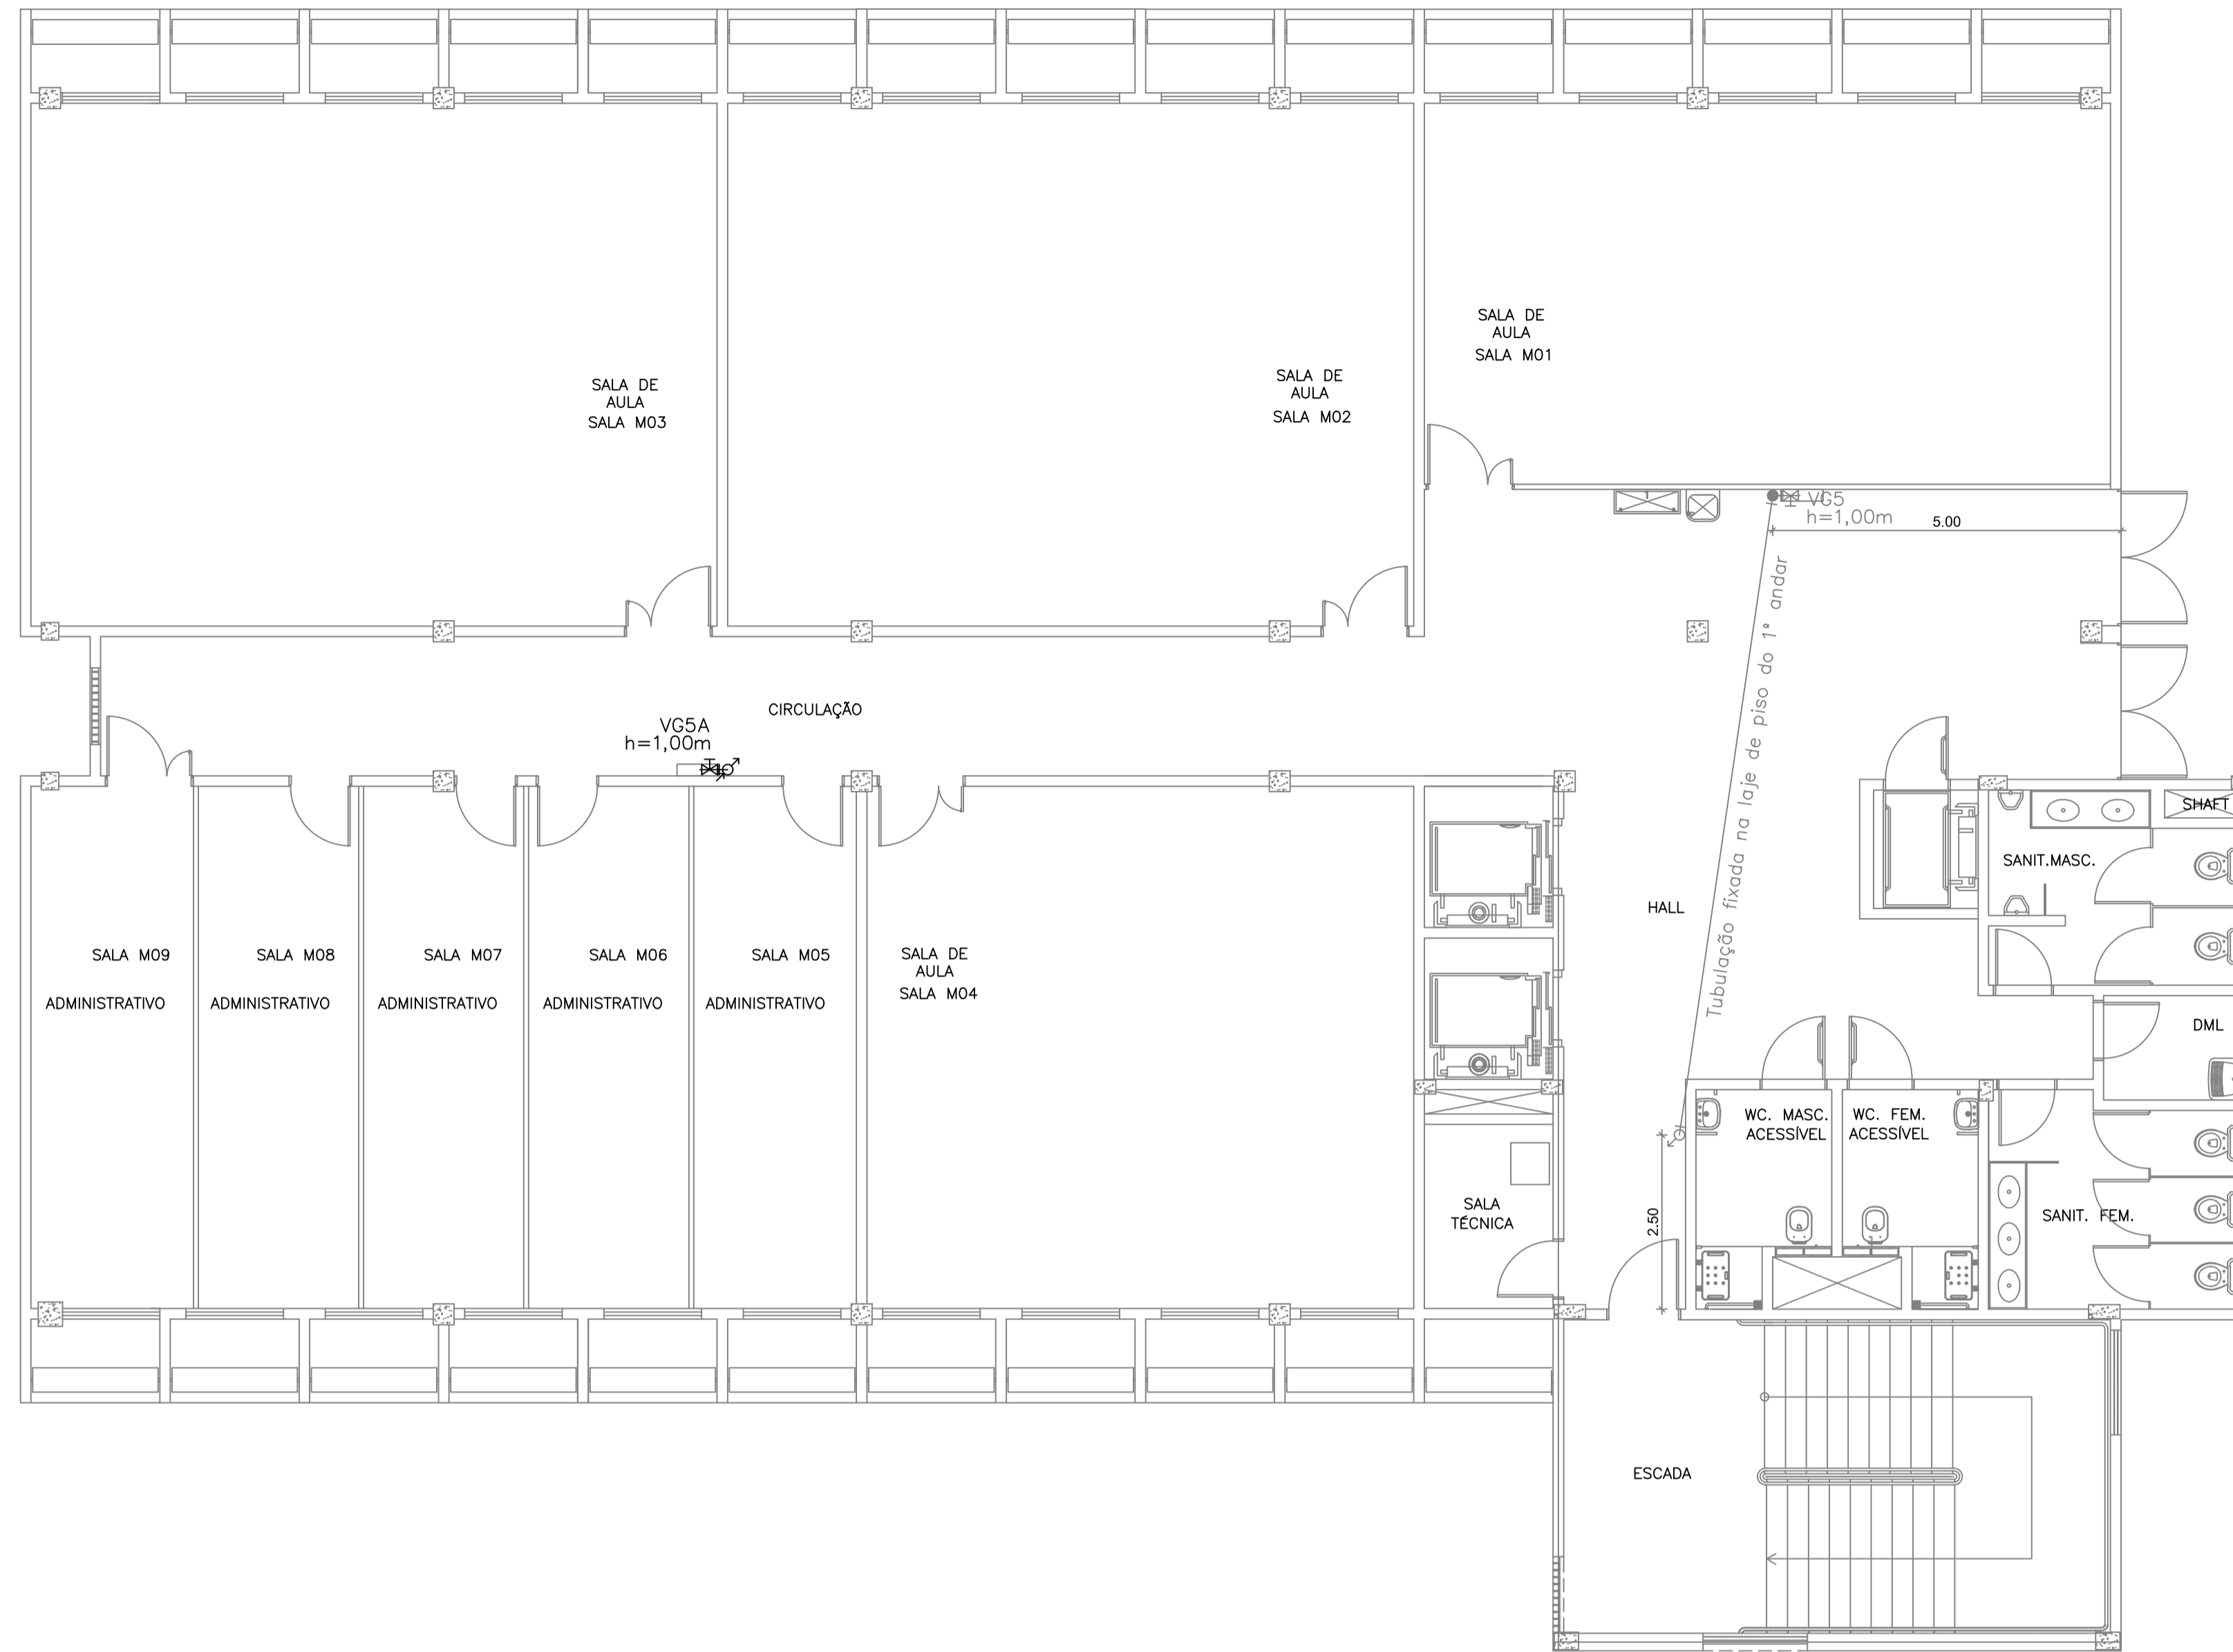 SALA DE
AULA
SALA M01
SALA DE
AULA
SALA M02
SALA DE
AULA
SALA M03
VG5
h=1,00m
5.00
Tubulação fixada na laje de piso do 1º andar
CIRCULAÇÃO
VG5A
h=1,00m
SHAFT
SANIT.MASC.
HALL
SALA M09
ADMINISTRATIVO
SALA M08
ADMINISTRATIVO
SALA M07
ADMINISTRATIVO
SALA M06
ADMINISTRATIVO
SALA M05
ADMINISTRATIVO
SALA DE
AULA
SALA M04
DML
WC. MASC.
ACESSÍVEL
WC. FEM.
ACESSÍVEL
SALA
TÉCNICA
2.50
SANIT. FEM.
ESCADA